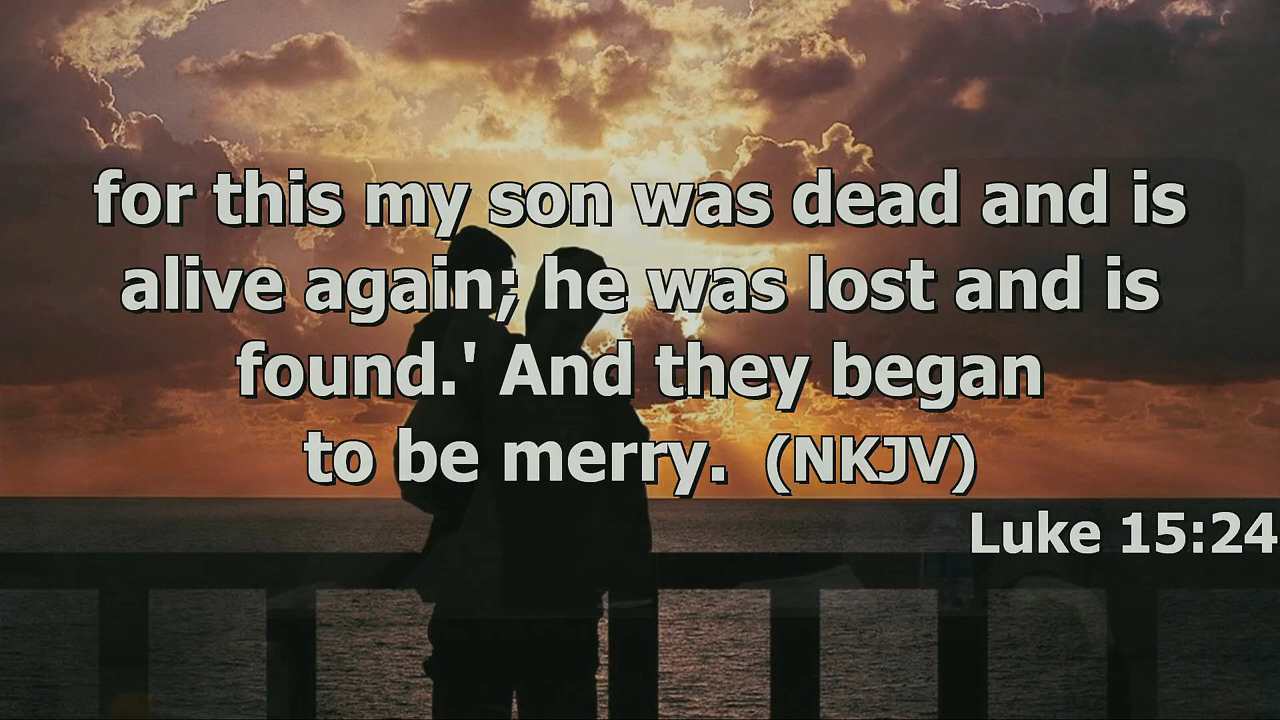 for this my son was dead and is
alive again; he was lost and is
found.' And they began
to be merry. (NKJV)
Luke 15:24